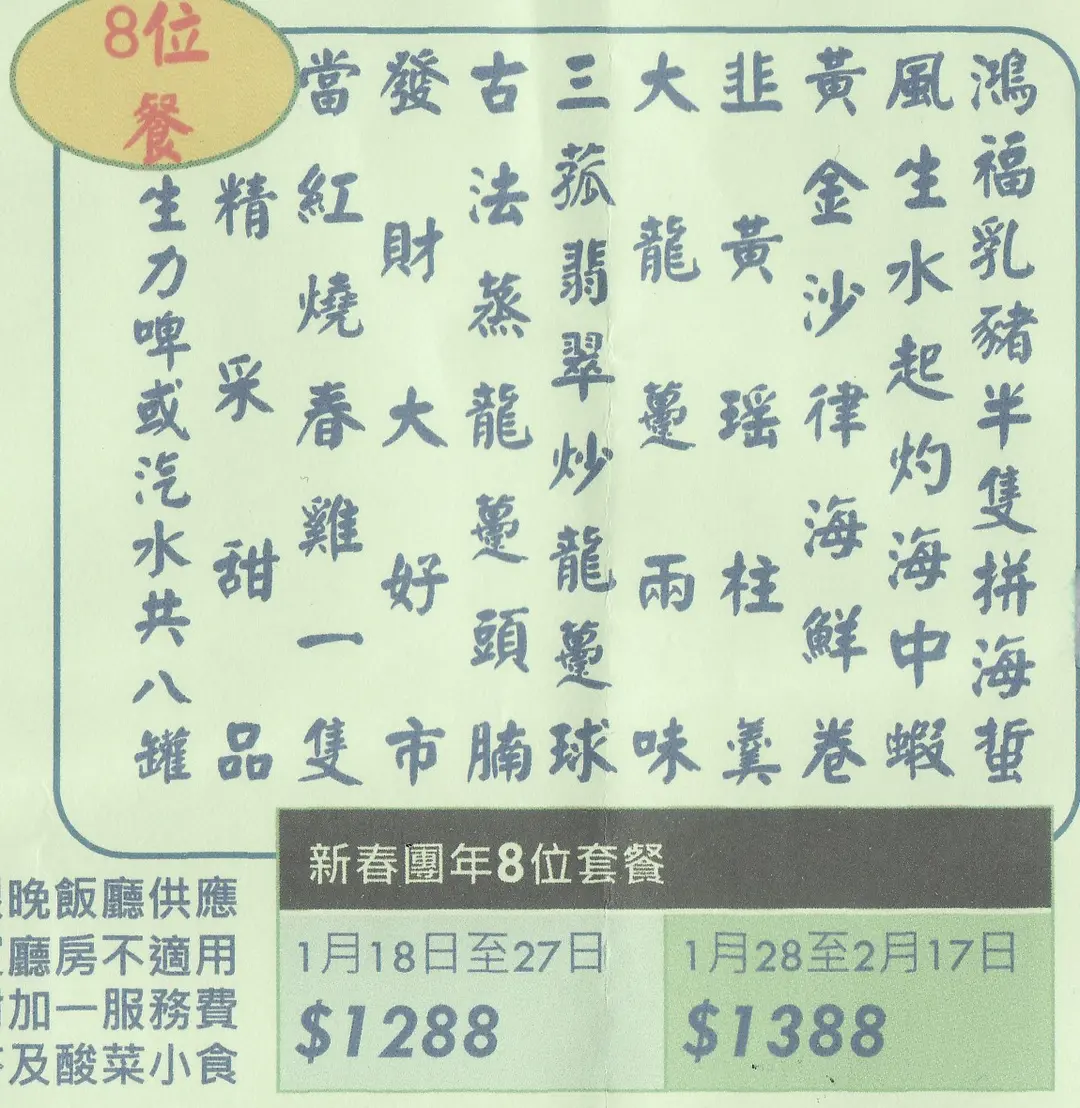 8位
餐
鴻福乳豬半隻拼海蜇
風生水起灼海中蝦
黃金沙律海鮮卷
韭黃瑤柱羹
大龍躉兩味
三菰翡翠炒龍躉球
古法蒸龍躉頭腩
發財大好市
當紅燒春雞一隻
精采甜品
生力啤或汽水共八罐
新春團年8位套餐
1月18日至27日
$1288
1月28至2月17日
$1388
晚飯廳供應
廳房不適用
加一服務費
及酸菜小食